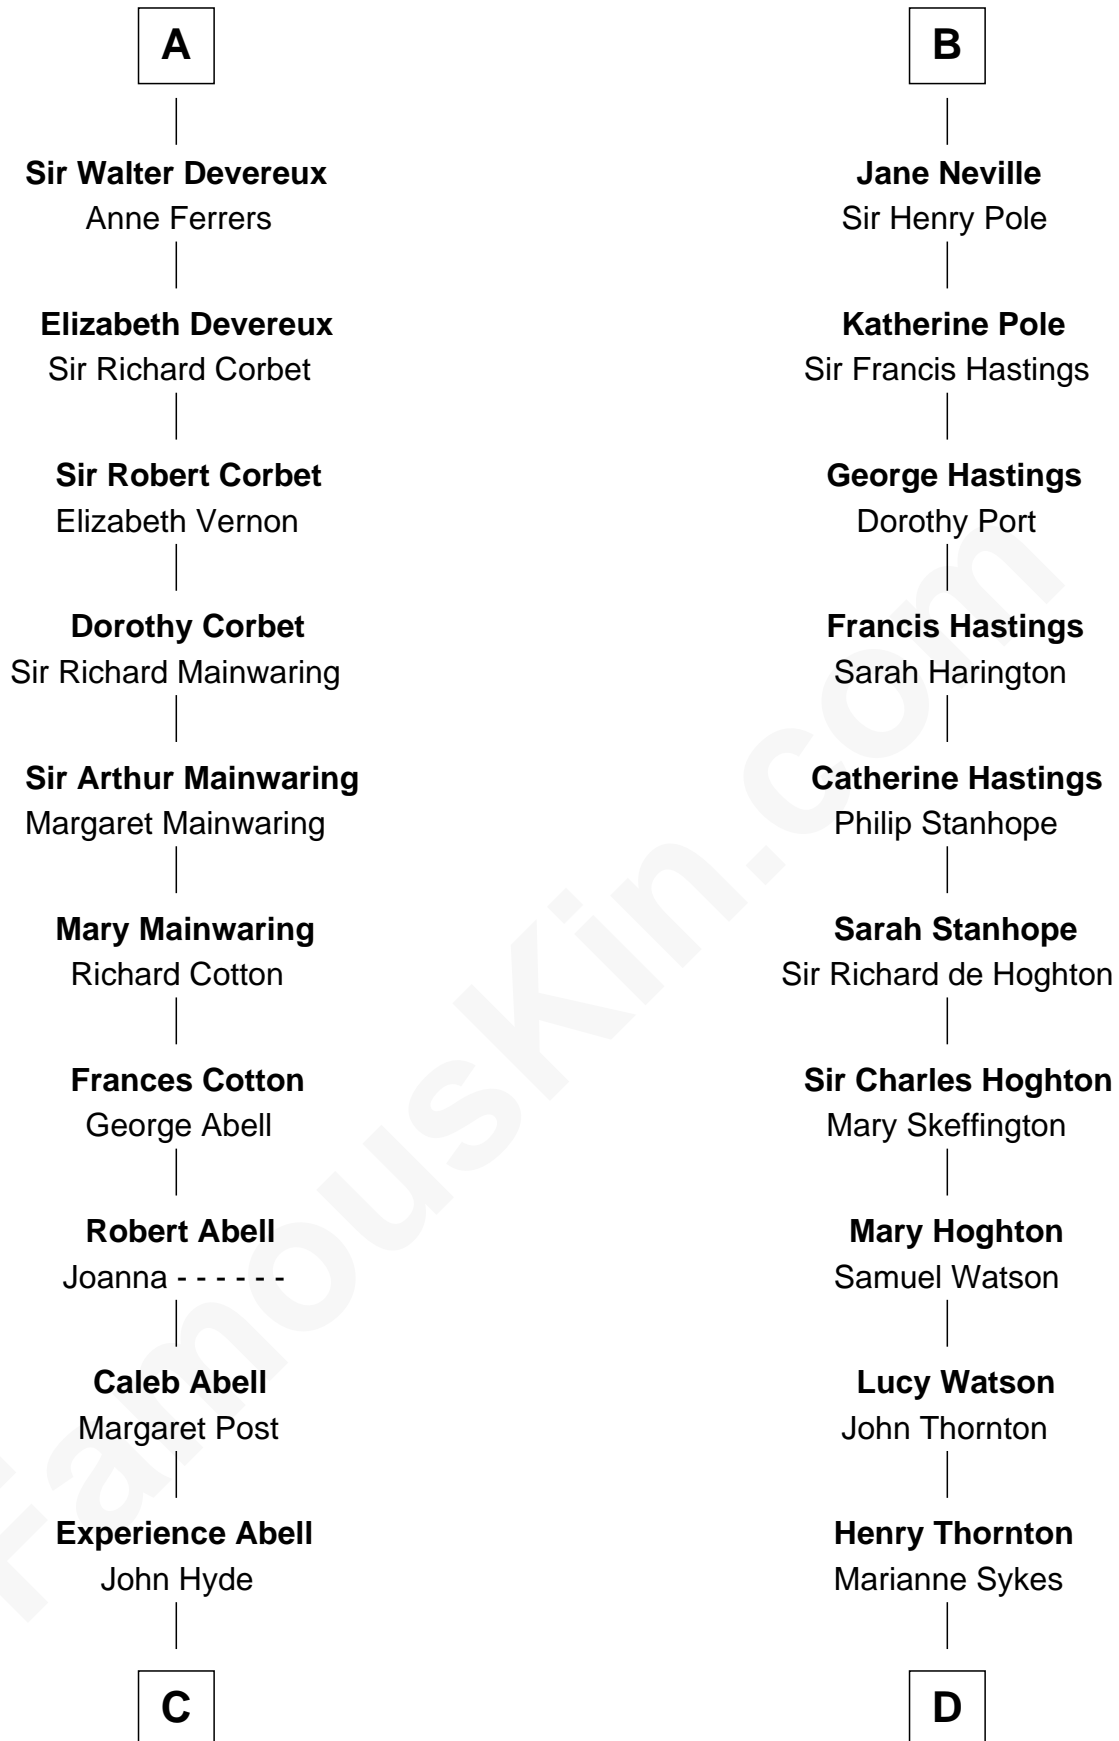 A
Sir Walter Devereux
Anne Ferrers
Elizabeth Devereux
Sir Richard Corbet
Sir Robert Corbet
Elizabeth Vernon
Dorothy Corbet
Sir Richard Mainwaring
Sir Arthur Mainwaring
Margaret Mainwaring
Mary Mainwaring
Richard Cotton
Frances Cotton
George Abell
Robert Abell
Joanna - - - - - -
Caleb Abell
Margaret Post
Experience Abell
John Hyde
C
B
Jane Neville
Sir Henry Pole
Katherine Pole
Sir Francis Hastings
George Hastings
Dorothy Port
Francis Hastings
Sarah Harington
Catherine Hastings
Philip Stanhope
Sarah Stanhope
Sir Richard de Hoghton
Sir Charles Hoghton
Mary Skeffington
Mary Hoghton
Samuel Watson
Lucy Watson
John Thornton
Henry Thornton
Marianne Sykes
D
FamousKin.com